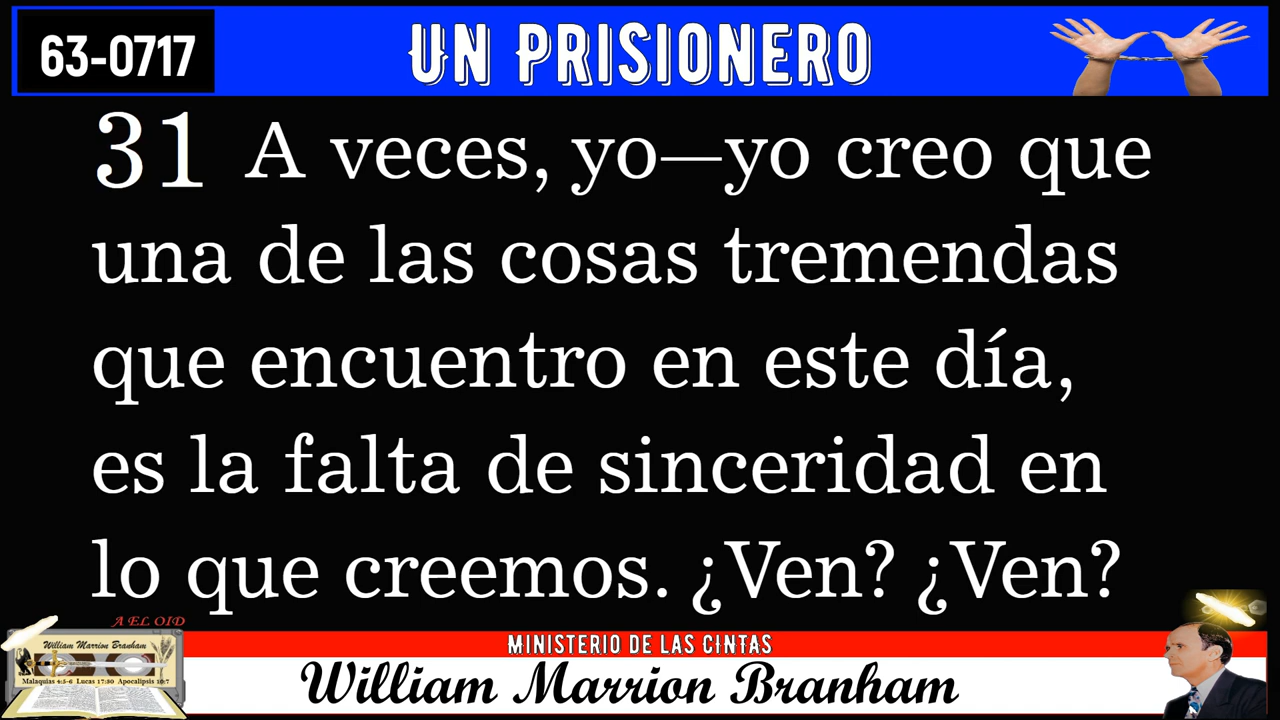 63-0717
UN PRISIONERO
31 A veces, yo—yo creo que
una de las cosas tremendas
que encuentro en este día,
es la falta de sinceridad en
lo que creemos. ¿Ven? ¿Ven?
A EL OID
William Marrion Branham
Malaquias 4:5-6 Lucas 17:30 Apocalipsis 10:7
MINISTERIO DE LAS CINTAS
William Marrion Branham